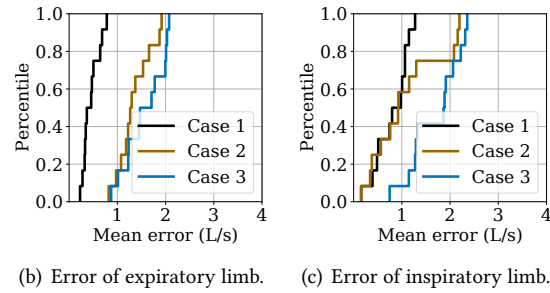 1.0
0.8
0.6
0.4
0.2
0.0
Percentile
Case 1
Case 2
Case 3
1 2 3 4
Mean error (L/s)
(b) Error of expiratory limb.
1.0
0.8
0.6
0.4
0.2
0.0
Percentile
Case 1
Case 2
Case 3
1 2 3 4
Mean error (L/s)
(c) Error of inspiratory limb.